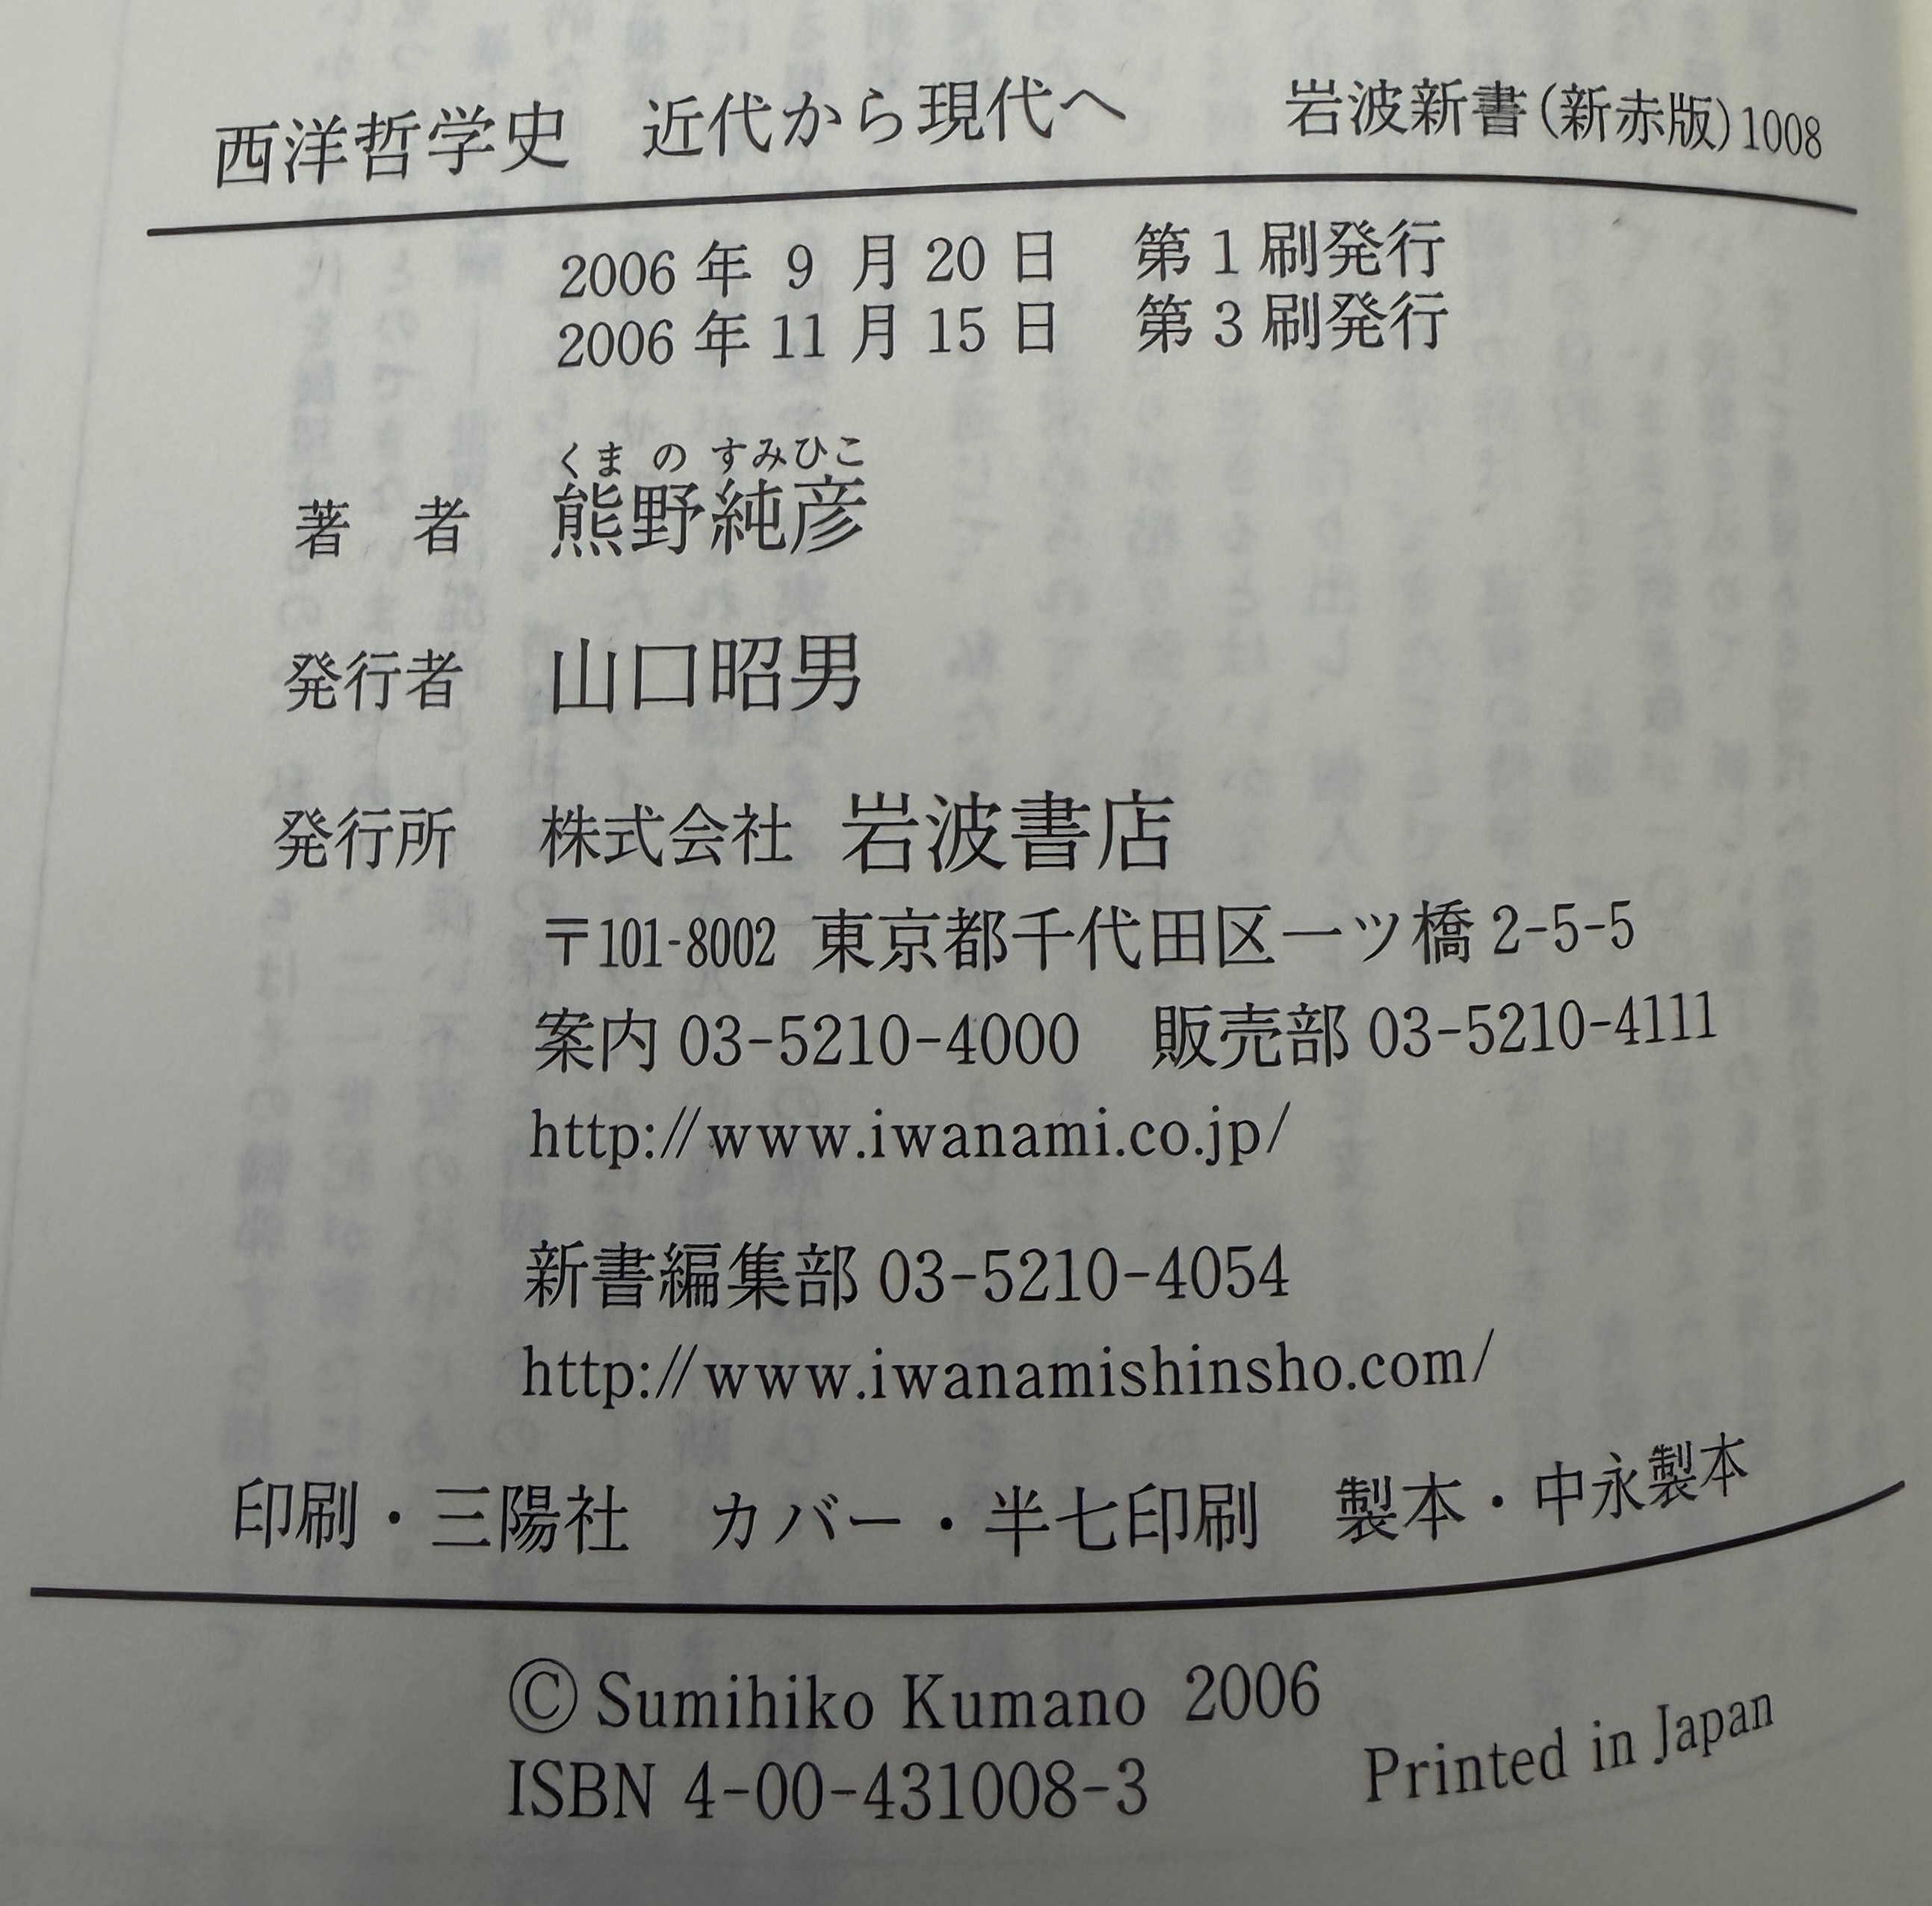 西洋哲学史　近代から現代へ　岩波新書(新赤版)1008
2006年 9 月20日　第1刷発行
2006年11月15日　第3刷発行
くま の すみひこ
著　者　熊野純彦
発行者　山口昭男
発行所　株式会社 岩波書店
〒101-8002 東京都千代田区一ツ橋2-5-5
案内 03-5210-4000　販売部 03-5210-4111
http://www.iwanami.co.jp/
新書編集部 03-5210-4054
http://www.iwanamishinsho.com/
印刷・三陽社　カバー・半七印刷　製本・中永製本
© Sumihiko Kumano 2006
ISBN 4-00-431008-3　Printed in Japan